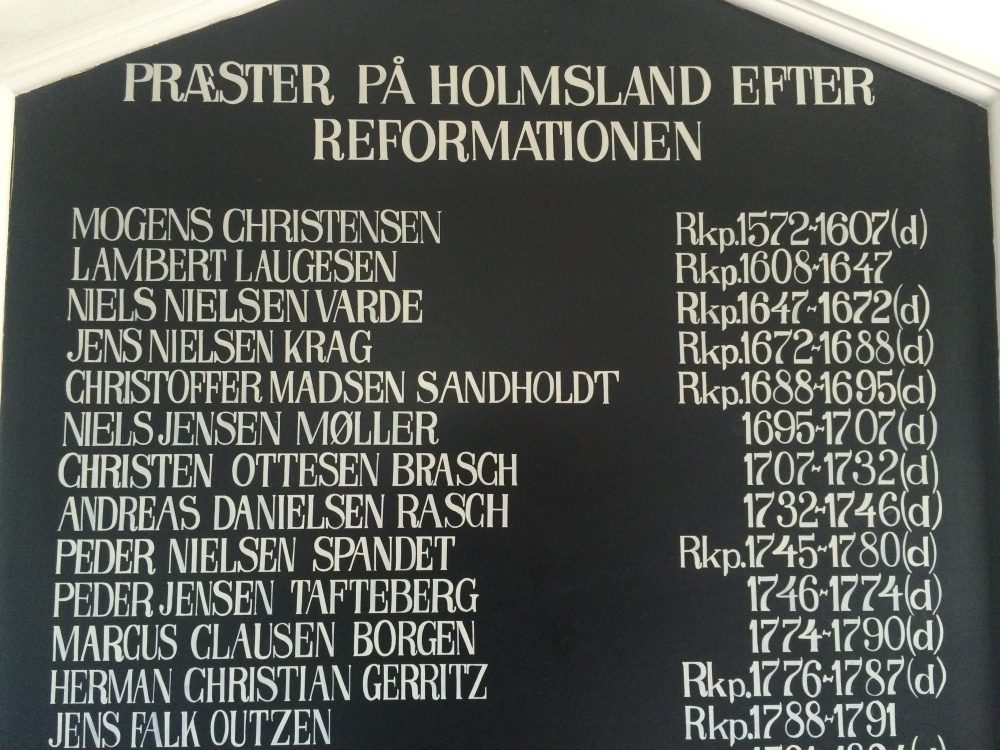 PRÆSTER PÅ HOLMSLAND EFTER
REFORMATIONEN
MOGENS CHRISTENSEN Rkp.1572~1607(d)
LAMBERT LAUGESEN Rkp.1608~1647
NIELS NIELSEN VARDE Rkp.1647~1672(d)
JENS NIELSEN KRAG Rkp.1672~1688(d)
CHRISTOFFER MADSEN SANDHOLDT Rkp.1688~1695(d)
NIELS JENSEN MØLLER 1695~1707(d)
CHRISTEN OTTESEN BRASCH 1707~1732(d)
ANDREAS DANIELSEN RASCH 1732~1746(d)
PEDER NIELSEN SPANDET Rkp.1745~1780(d)
PEDER JENSEN TAFTEBERG 1746~1774(d)
MARCUS CLAUSEN BORGEN 1774~1790(d)
HERMAN CHRISTIAN GERRITZ Rkp.1776~1787(d)
JENS FALK OUTZEN Rkp.1788~1791